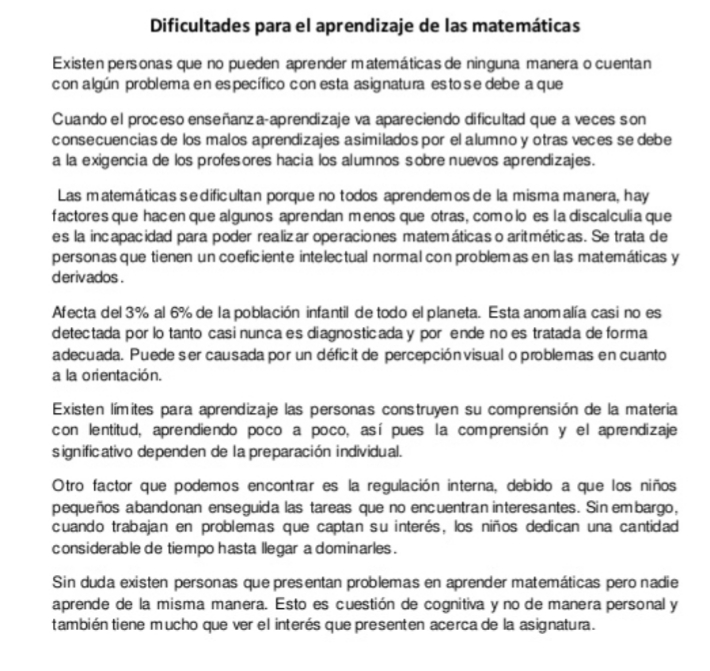 Dificultades para el aprendizaje de las matemáticas
Existen personas que no pueden aprender matemáticas de ninguna manera o cuentan
con algún problema en específico con esta asignatura esto se debe a que
Cuando el proceso enseñanza-aprendizaje va apareciendo dificultad que a veces son
consecuencias de los malos aprendizajes asimilados por el alumno y otras veces se debe
a la exigencia de los profesores hacia los alumnos sobre nuevos aprendizajes.
Las matemáticas se dificultan porque no todos aprendemos de la misma manera, hay
factores que hacen que algunos aprendan menos que otras, como lo es la discalculia que
es la incapacidad para poder realizar operaciones matemáticas o aritméticas. Se trata de
personas que tienen un coeficiente intelectual normal con problemas en las matemáticas y
derivados.
Afecta del 3% al 6% de la población infantil de todo el planeta. Esta anomalía casi no es
detectada por lo tanto casi nunca es diagnosticada y por ende no es tratada de forma
adecuada. Puede ser causada por un déficit de percepción visual o problemas en cuanto
a la orientación.
Existen límites para aprendizaje las personas construyen su comprensión de la materia
con lentitud, aprendiendo poco a poco, así pues la comprensión y el aprendizaje
significativo dependen de la preparación individual.
Otro factor que podemos encontrar es la regulación interna, debido a que los niños
pequeños abandonan enseguida las tareas que no encuentran interesantes. Sin embargo,
cuando trabajan en problemas que captan su interés, los niños dedican una cantidad
considerable de tiempo hasta llegar a dominarles.
Sin duda existen personas que presentan problemas en aprender matemáticas pero nadie
aprende de la misma manera. Esto es cuestión de cognitiva y no de manera personal y
también tiene mucho que ver el interés que presenten acerca de la asignatura.